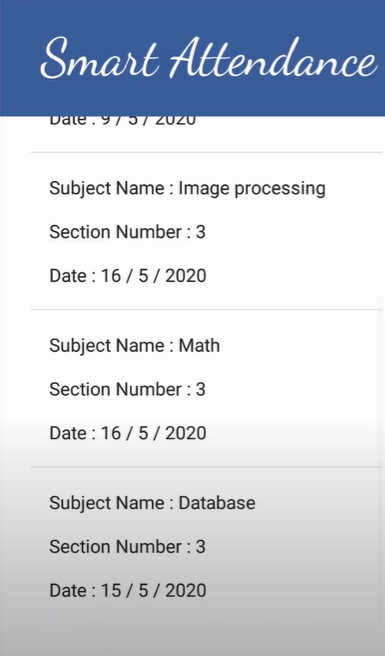 Smart Attendance
Date : 9 / 5 / 2020
Subject Name : Image processing
Section Number : 3
Date : 16 / 5 / 2020
Subject Name : Math
Section Number : 3
Date : 16 / 5 / 2020
Subject Name : Database
Section Number : 3
Date : 15 / 5 / 2020